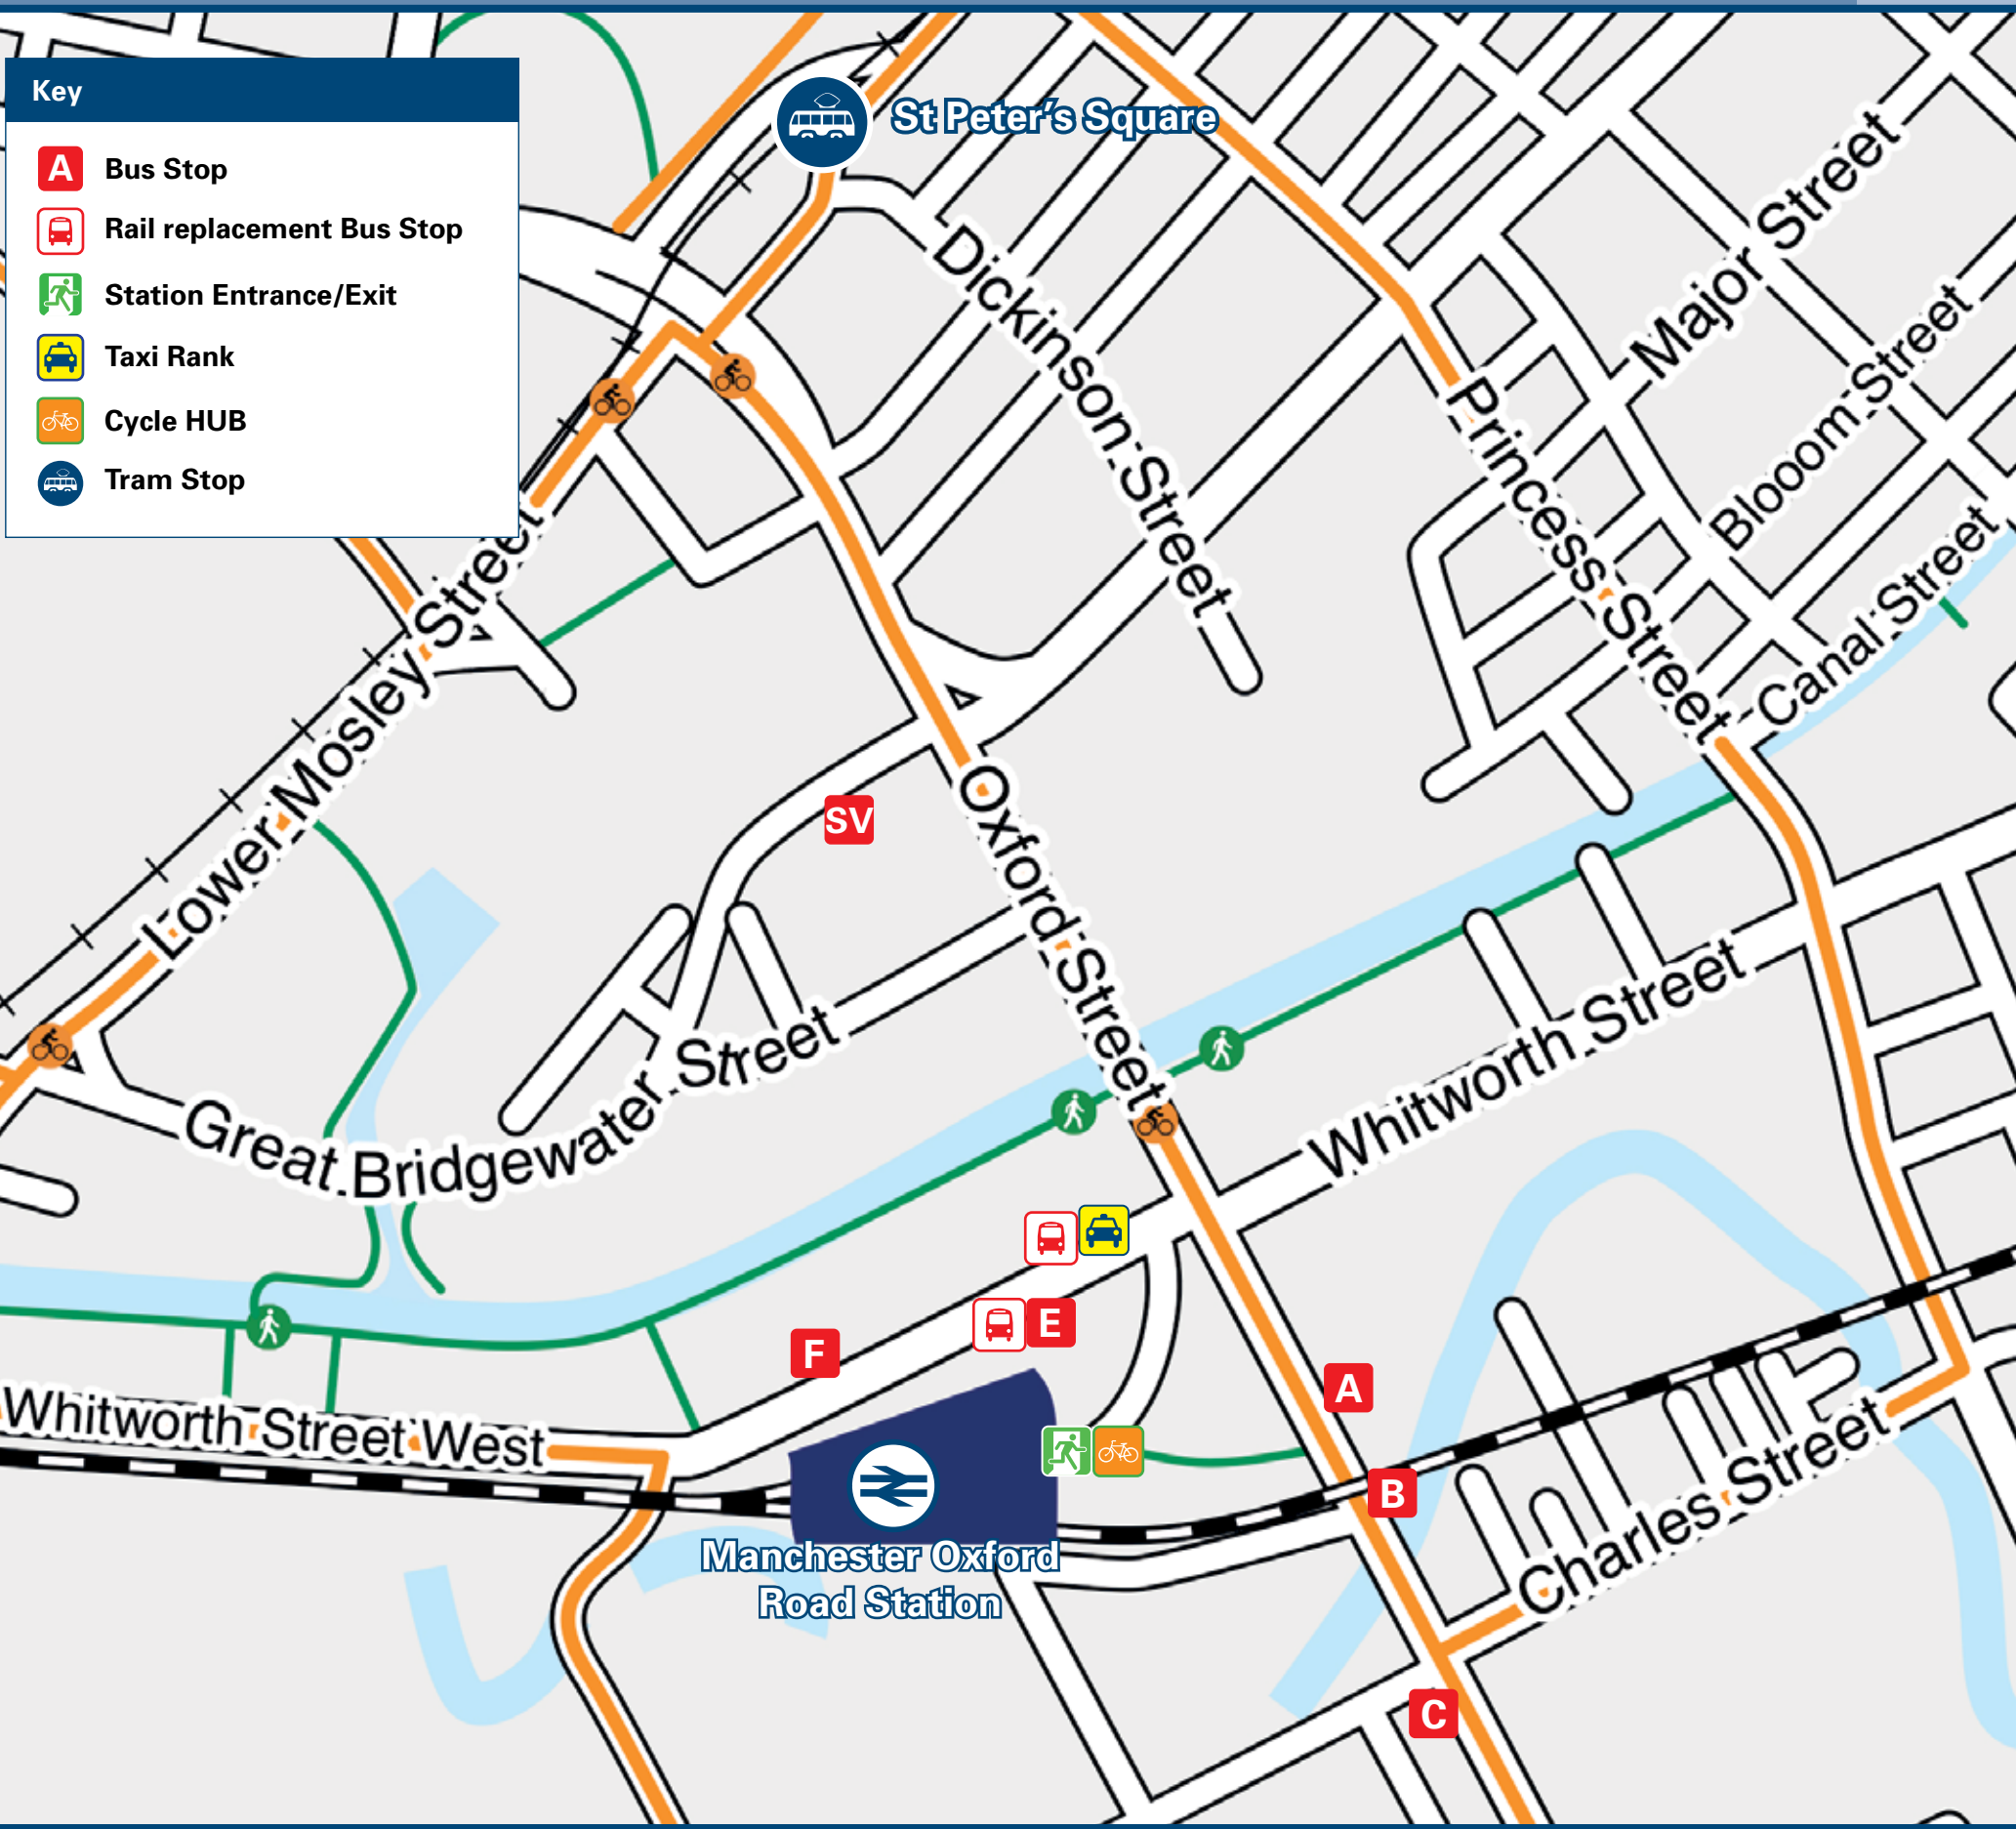 Key
A Bus Stop
Rail replacement Bus Stop
Station Entrance/Exit
Taxi Rank
Cycle HUB
Tram Stop
St Peter's Square
Dickinson Street
Major Street
Blooom Street
Princess Street
Canal Street
Lower Mosley Street
SV
Oxford Street
Great Bridgewater Street
Whitworth Street
E
F
A
Whitworth Street West
B
Charles Street
Manchester Oxford
Road Station
C